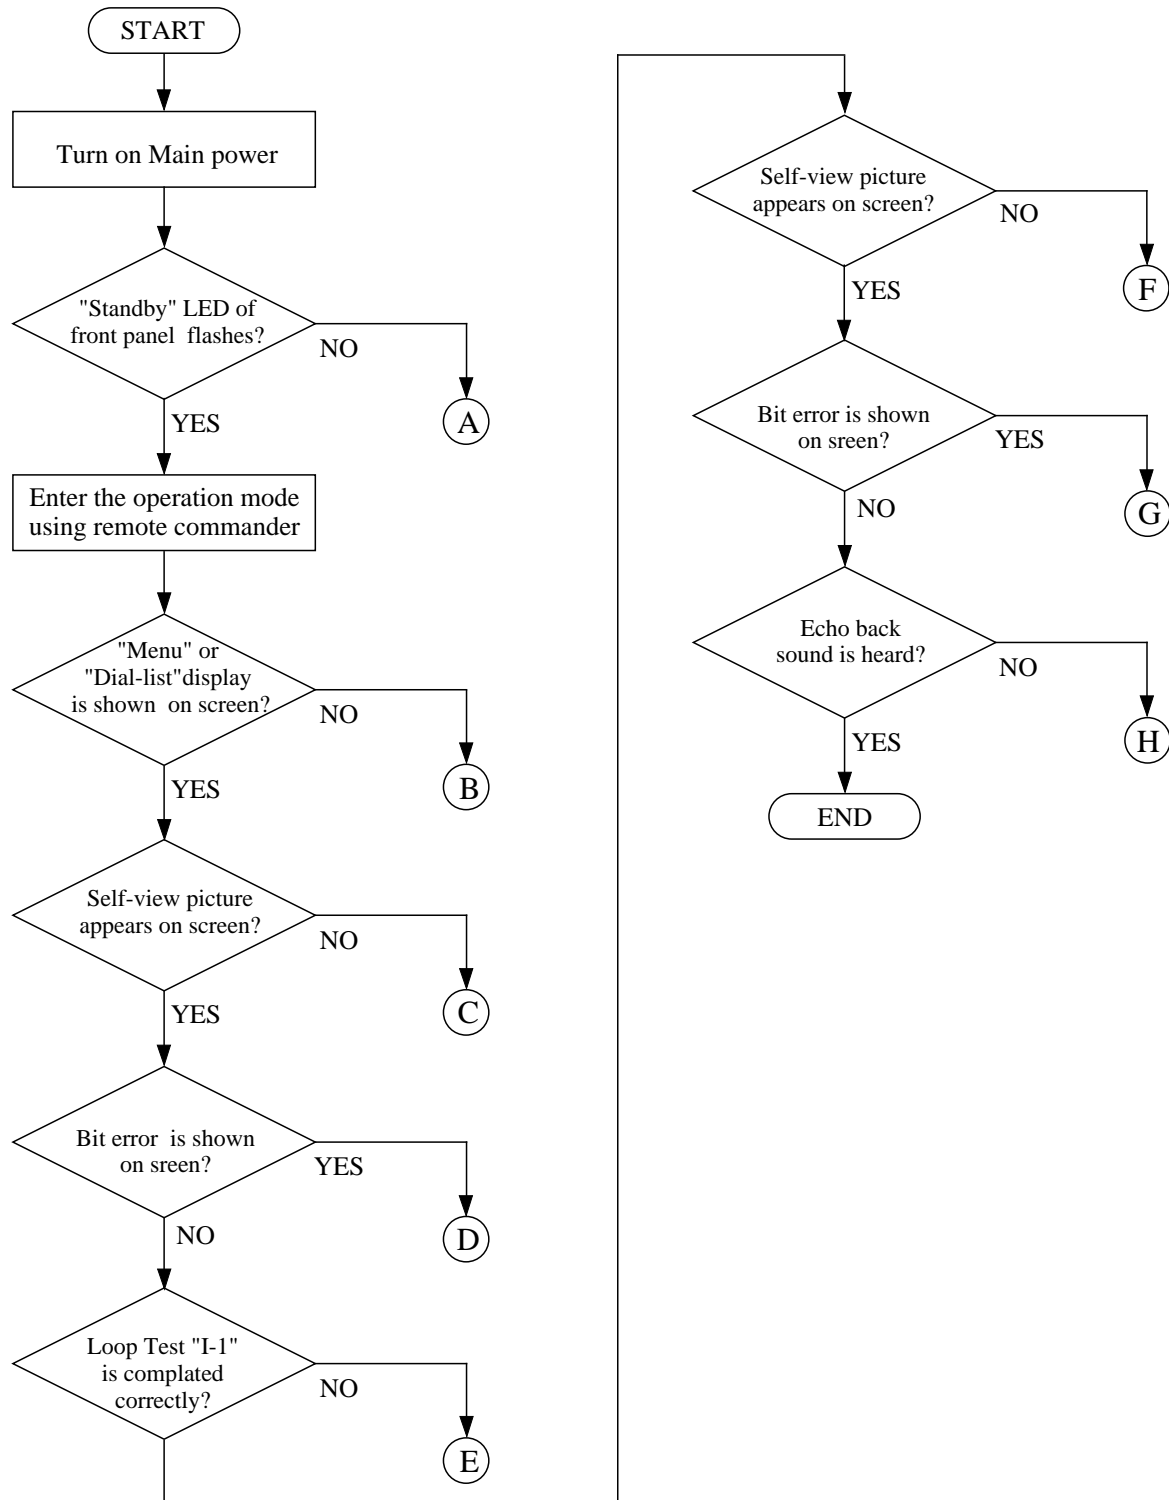 START
Turn on Main power
"Standby" LED of
front panel flashes?
NO
A
YES
Enter the operation mode
using remote commander
"Menu" or
"Dial-list"display
is shown on screen?
NO
B
YES
Self-view picture
appears on screen?
NO
C
YES
Bit error is shown
on sreen?
YES
D
NO
Loop Test "I-1"
is complated
correctly?
NO
E
Self-view picture
appears on screen?
NO
F
YES
Bit error is shown
on sreen?
YES
G
NO
Echo back
sound is heard?
NO
H
YES
END